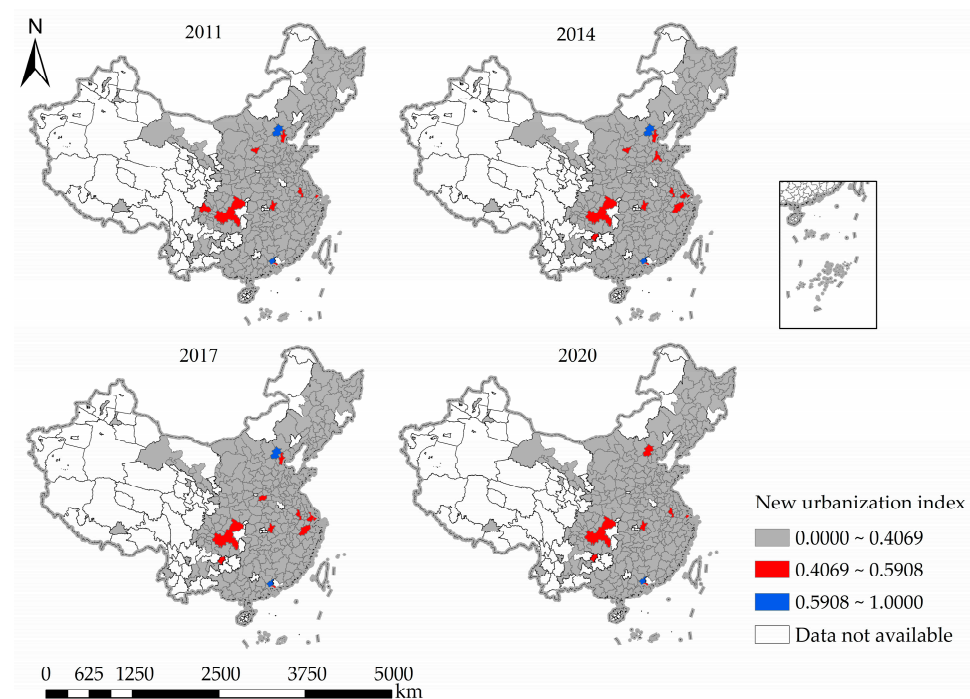 N
2011
2014
2017
2020
New urbanization index
0.0000 ~ 0.4069
0.4069 ~ 0.5908
0.5908 ~ 1.0000
Data not available
0 625 1250 2500 3750 5000
km